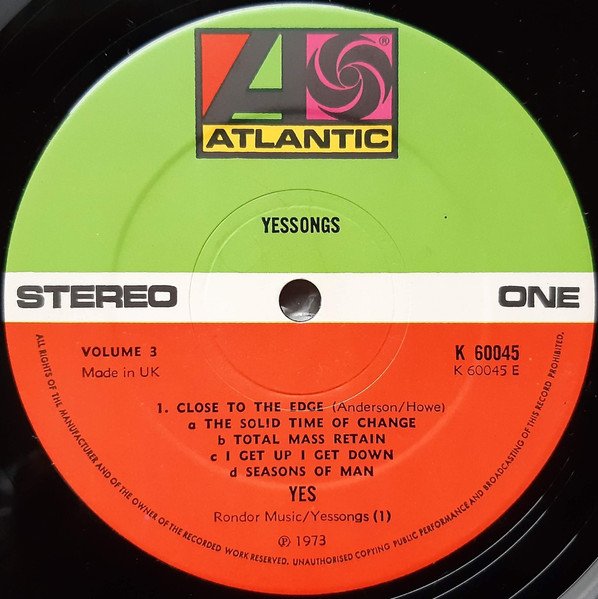 A
®
ATLANTIC
YESSONGS
STEREO
ONE
VOLUME 3
Made in UK
K 60045
K 60045 E
1. CLOSE TO THE EDGE (Anderson/Howe)
a THE SOLID TIME OF CHANGE
b TOTAL MASS RETAIN
c I GET UP I GET DOWN
d SEASONS OF MAN
YES
Rondor Music/Yessongs (1)
℗ 1973
ALL RIGHTS OF THE MANUFACTURER AND OF THE OWNER OF THE RECORDED WORK RESERVED. UNAUTHORISED COPYING PUBLIC PERFORMANCE AND BROADCASTING OF THIS RECORD PROHIBITED.